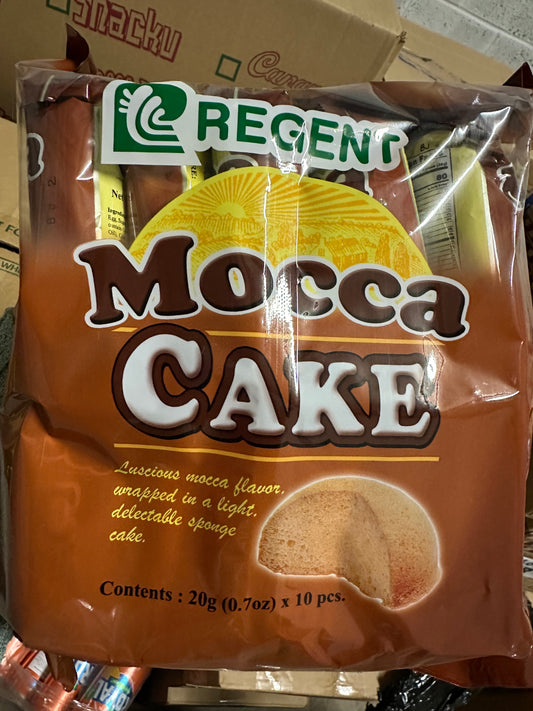 Snacku
REGENT
80
Mocca
CAKE
Luscious mocca flavor,
wrapped in a light,
delectable sponge
cake.
Contents : 20g (0.7oz) x 10 pcs.